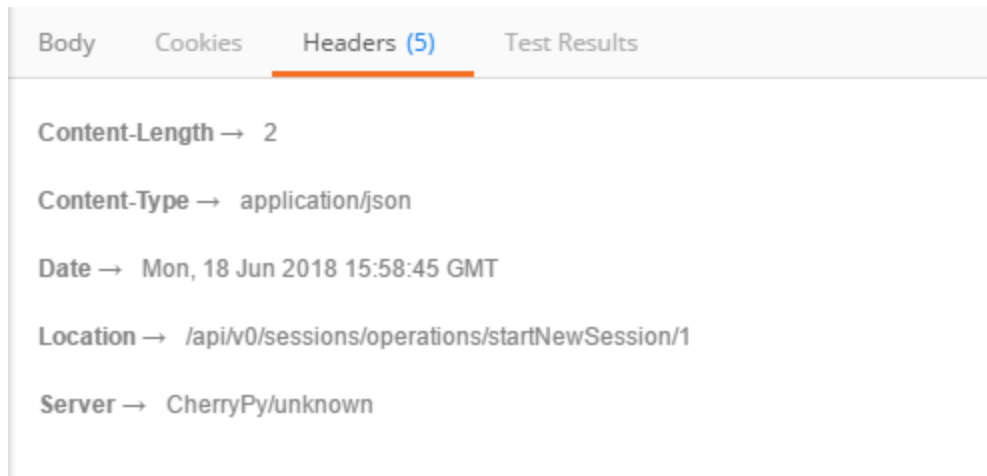 Body Cookies Headers (5) Test Results
Content-Length → 2
Content-Type → application/json
Date → Mon, 18 Jun 2018 15:58:45 GMT
Location → /api/v0/sessions/operations/startNewSession/1
Server → CherryPy/unknown